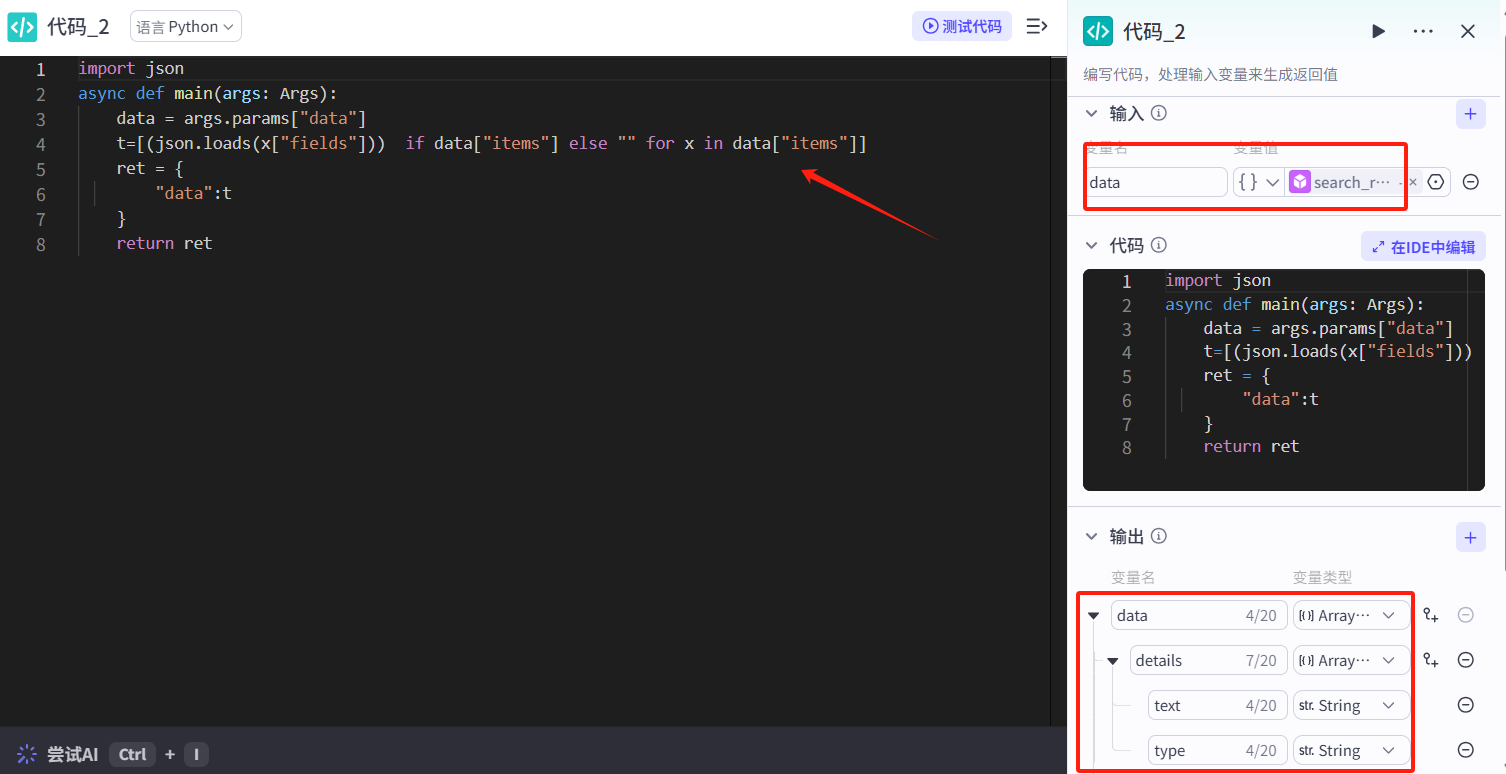 代码_2
语言 Python
测试代码
1 import json
2 async def main(args: Args):
3 data = args.params["data"]
4 t=[(json.loads(x["fields"]))  if data["items"] else "" for x in data["items"]]
5 ret = {
6 "data":t
7 }
8 return ret
尝试AI Ctrl + I
代码_2
编写代码，处理输入变量来生成返回值
输入
变量名 变量值
data { } search_r···
代码
在IDE中编辑
1 import json
2 async def main(args: Args):
3 data = args.params["data"]
4 t=[(json.loads(x["fields"]))
5 ret = {
6 "data":t
7 }
8 return ret
输出
变量名 变量类型
data 4/20 Array···
details 7/20 Array···
text 4/20 str. String
type 4/20 str. String